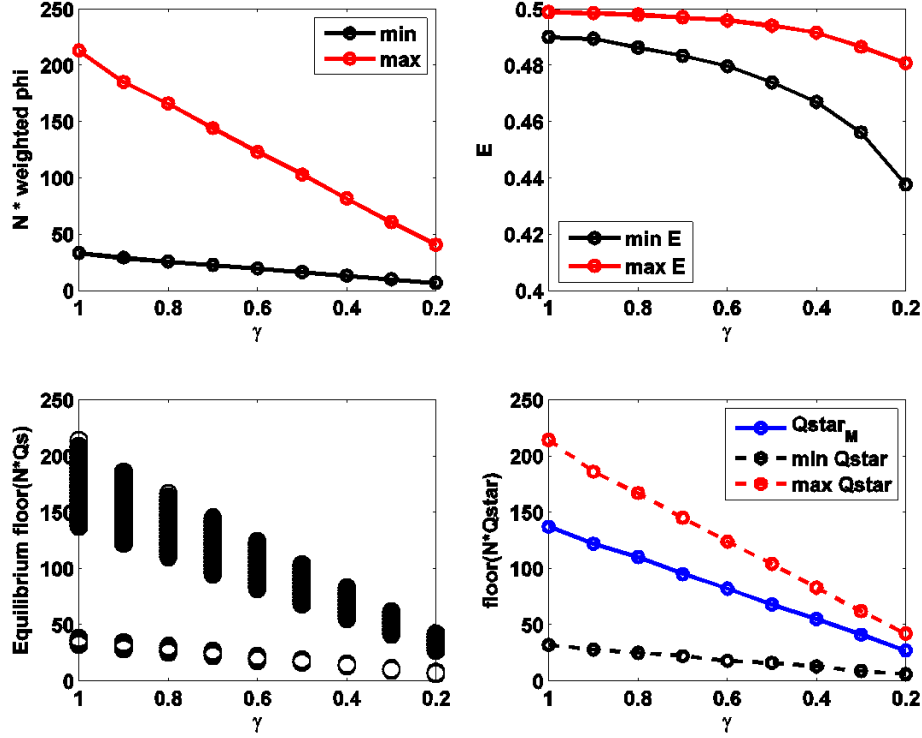 250
200
150
100
50
0
N * weighted phi
min
max
1
0.8
0.6
0.4
0.2
γ
0.5
0.48
0.46
0.44
0.42
0.4
E
min E
max E
1
0.8
0.6
0.4
0.2
γ
250
200
150
100
50
0
Equilibrium floor(N*Qs)
1
0.8
0.6
0.4
0.2
γ
250
200
150
100
50
0
floor(N*Qstar)
Qstar_M
min Qstar
max Qstar
1
0.8
0.6
0.4
0.2
γ